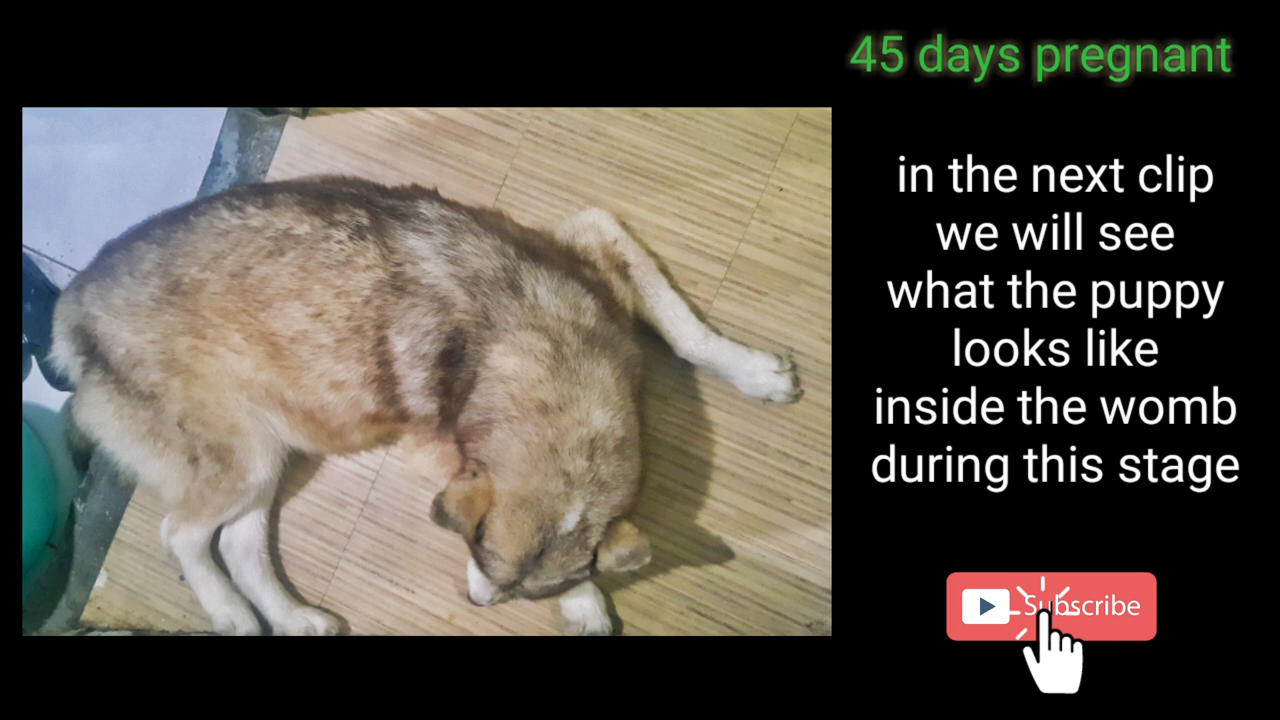 45 days pregnant
in the next clip
we will see
what the puppy
looks like
inside the womb
during this stage
Subscribe